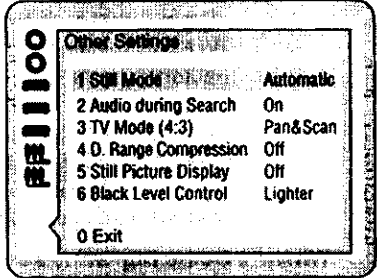 Other Settings
1 Still Mode Automatic
2 Audio during Search On
3 TV Mode (4:3) Pan&Scan
4 D. Range Compression Off
5 Still Picture Display Off
6 Black Level Control Lighter
0 Exit